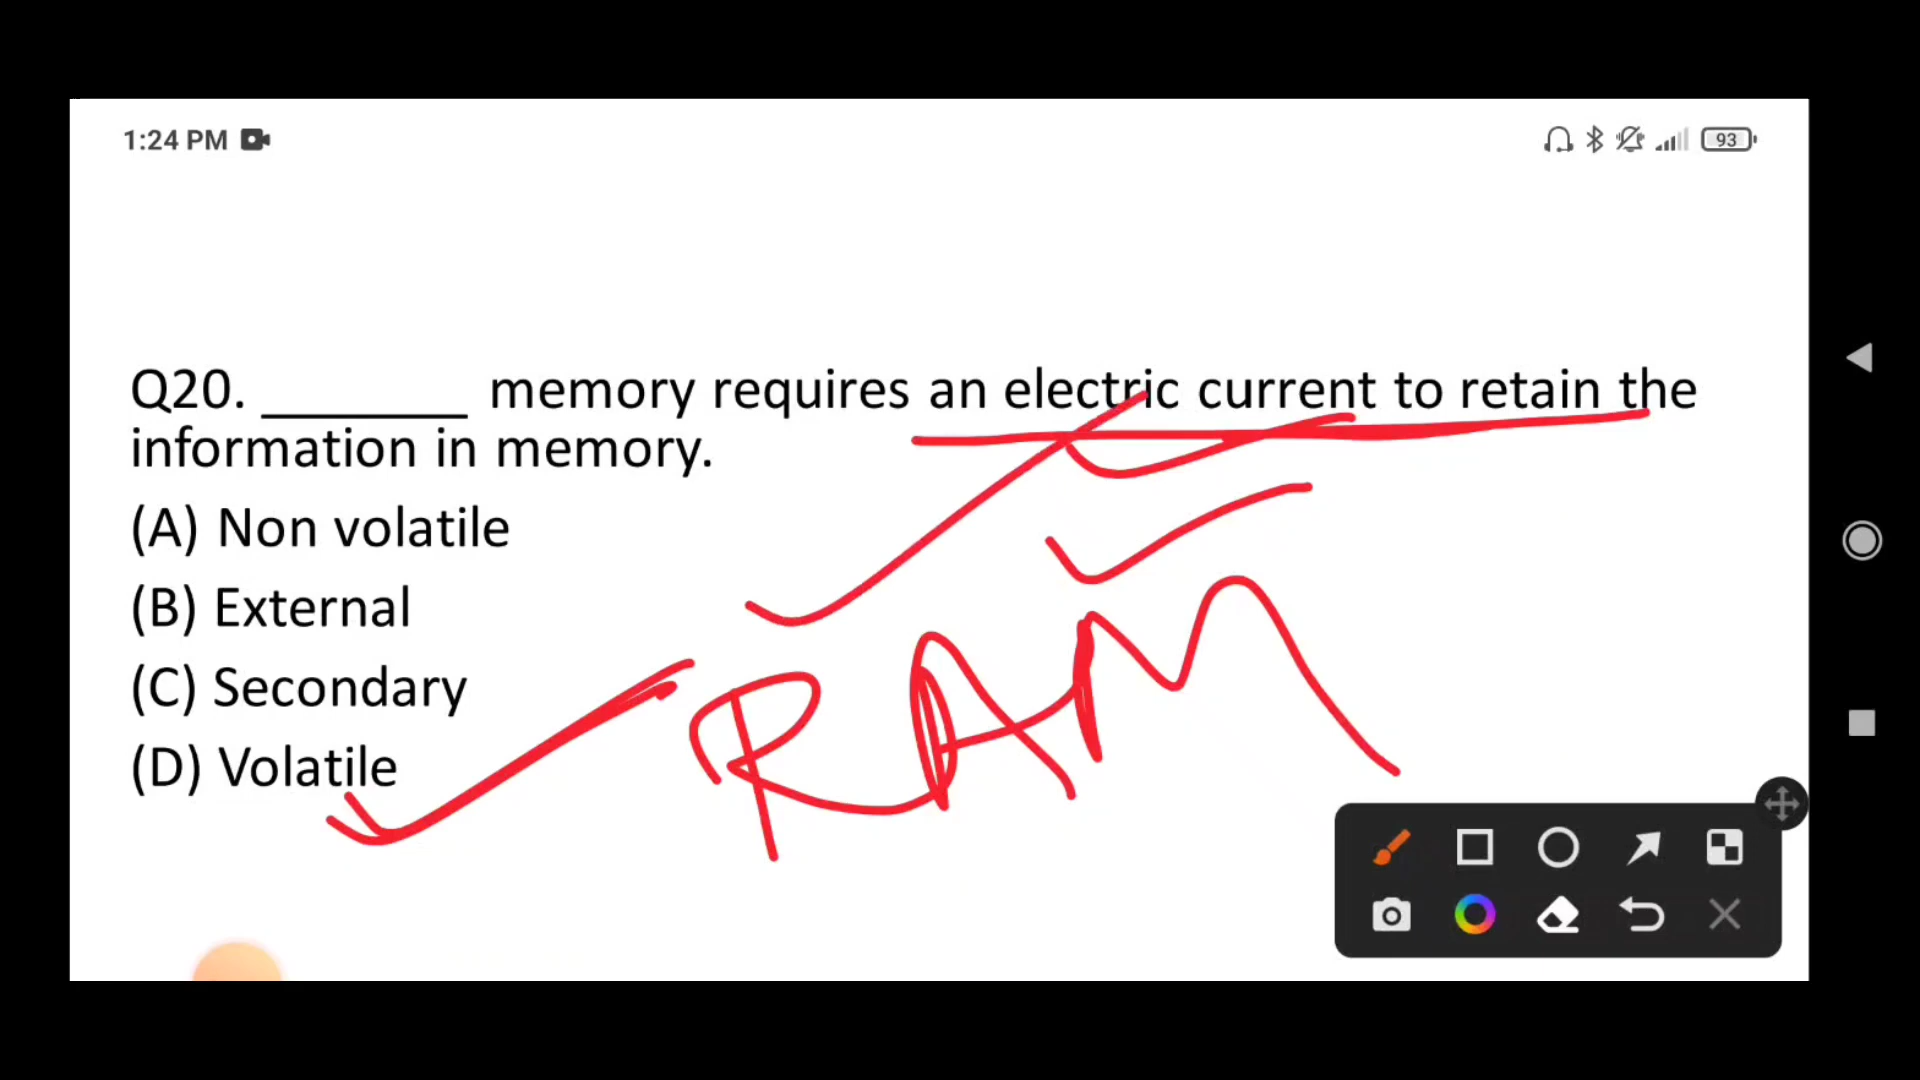 1:24 PM
93
Q20. _______ memory requires an electric current to retain the
information in memory.
(A) Non volatile
(B) External
(C) Secondary
(D) Volatile
RAM